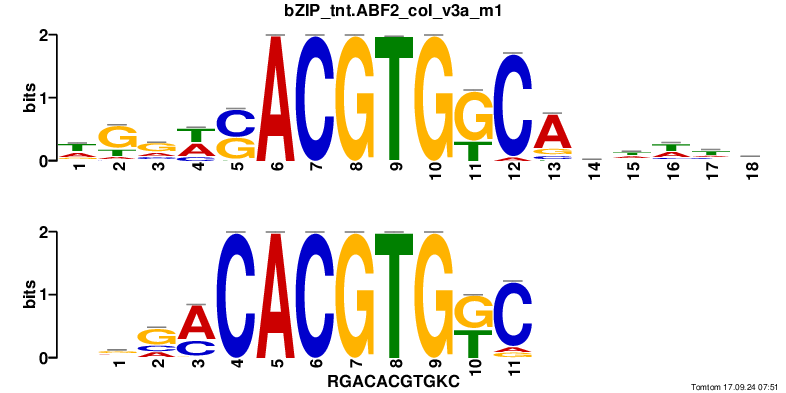 bZIP_tnt.ABF2_col_v3a_m1
2
bits
1
0
1 2 3 4 5 6 7 8 9 10 11 12 13 14 15 16 17 18
2
bits
1
0
1 2 3 4 5 6 7 8 9 10 11
RGACACGTGKC
Tomtom 17.09.24 07:51